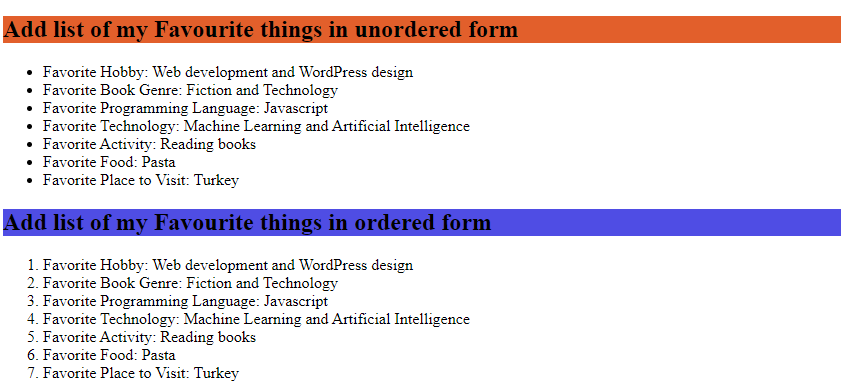 Add list of my Favourite things in unordered form
• Favorite Hobby: Web development and WordPress design
• Favorite Book Genre: Fiction and Technology
• Favorite Programming Language: Javascript
• Favorite Technology: Machine Learning and Artificial Intelligence
• Favorite Activity: Reading books
• Favorite Food: Pasta
• Favorite Place to Visit: Turkey
Add list of my Favourite things in ordered form
1. Favorite Hobby: Web development and WordPress design
2. Favorite Book Genre: Fiction and Technology
3. Favorite Programming Language: Javascript
4. Favorite Technology: Machine Learning and Artificial Intelligence
5. Favorite Activity: Reading books
6. Favorite Food: Pasta
7. Favorite Place to Visit: Turkey